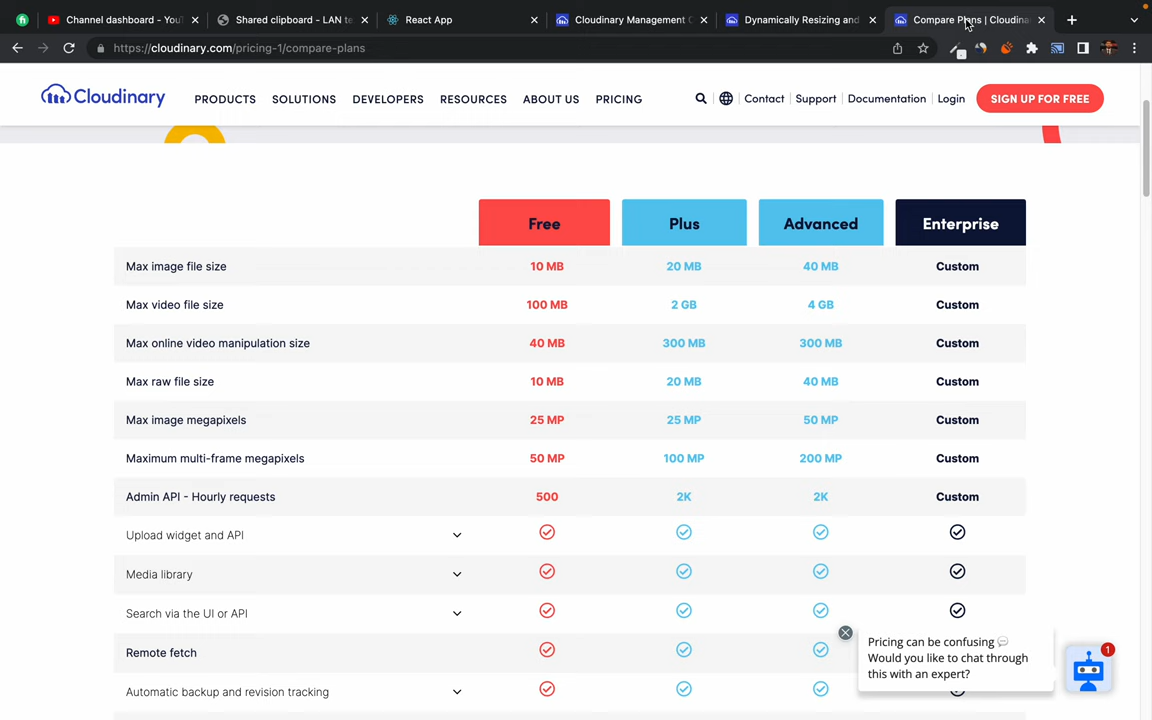 Channel dashboard - You
Shared clipboard - LAN te
React App
Cloudinary Management C
Dynamically Resizing and
Compare Plans | Cloudina
https://cloudinary.com/pricing-1/compare-plans
Cloudinary
PRODUCTS
SOLUTIONS
DEVELOPERS
RESOURCES
ABOUT US
PRICING
Contact
Support
Documentation
Login
SIGN UP FOR FREE
Free Plus Advanced Enterprise
Max image file size 10 MB 20 MB 40 MB Custom
Max video file size 100 MB 2 GB 4 GB Custom
Max online video manipulation size 40 MB 300 MB 300 MB Custom
Max raw file size 10 MB 20 MB 40 MB Custom
Max image megapixels 25 MP 25 MP 50 MP Custom
Maximum multi-frame megapixels 50 MP 100 MP 200 MP Custom
Admin API - Hourly requests 500 2K 2K Custom
Upload widget and API
Media library
Search via the UI or API
Remote fetch
Automatic backup and revision tracking
Pricing can be confusing
Would you like to chat through
this with an expert?
1